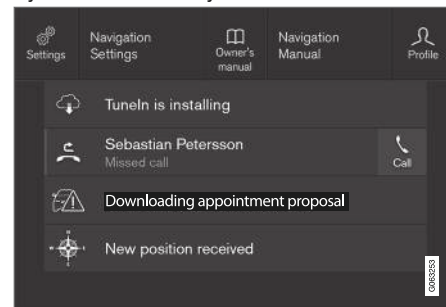 Settings
Navigation
Settings
Owner's
manual
Navigation
Manual
Profile
TuneIn is installing
Sebastian Petersson
Missed call
Call
Downloading appointment proposal
New position received
G063253